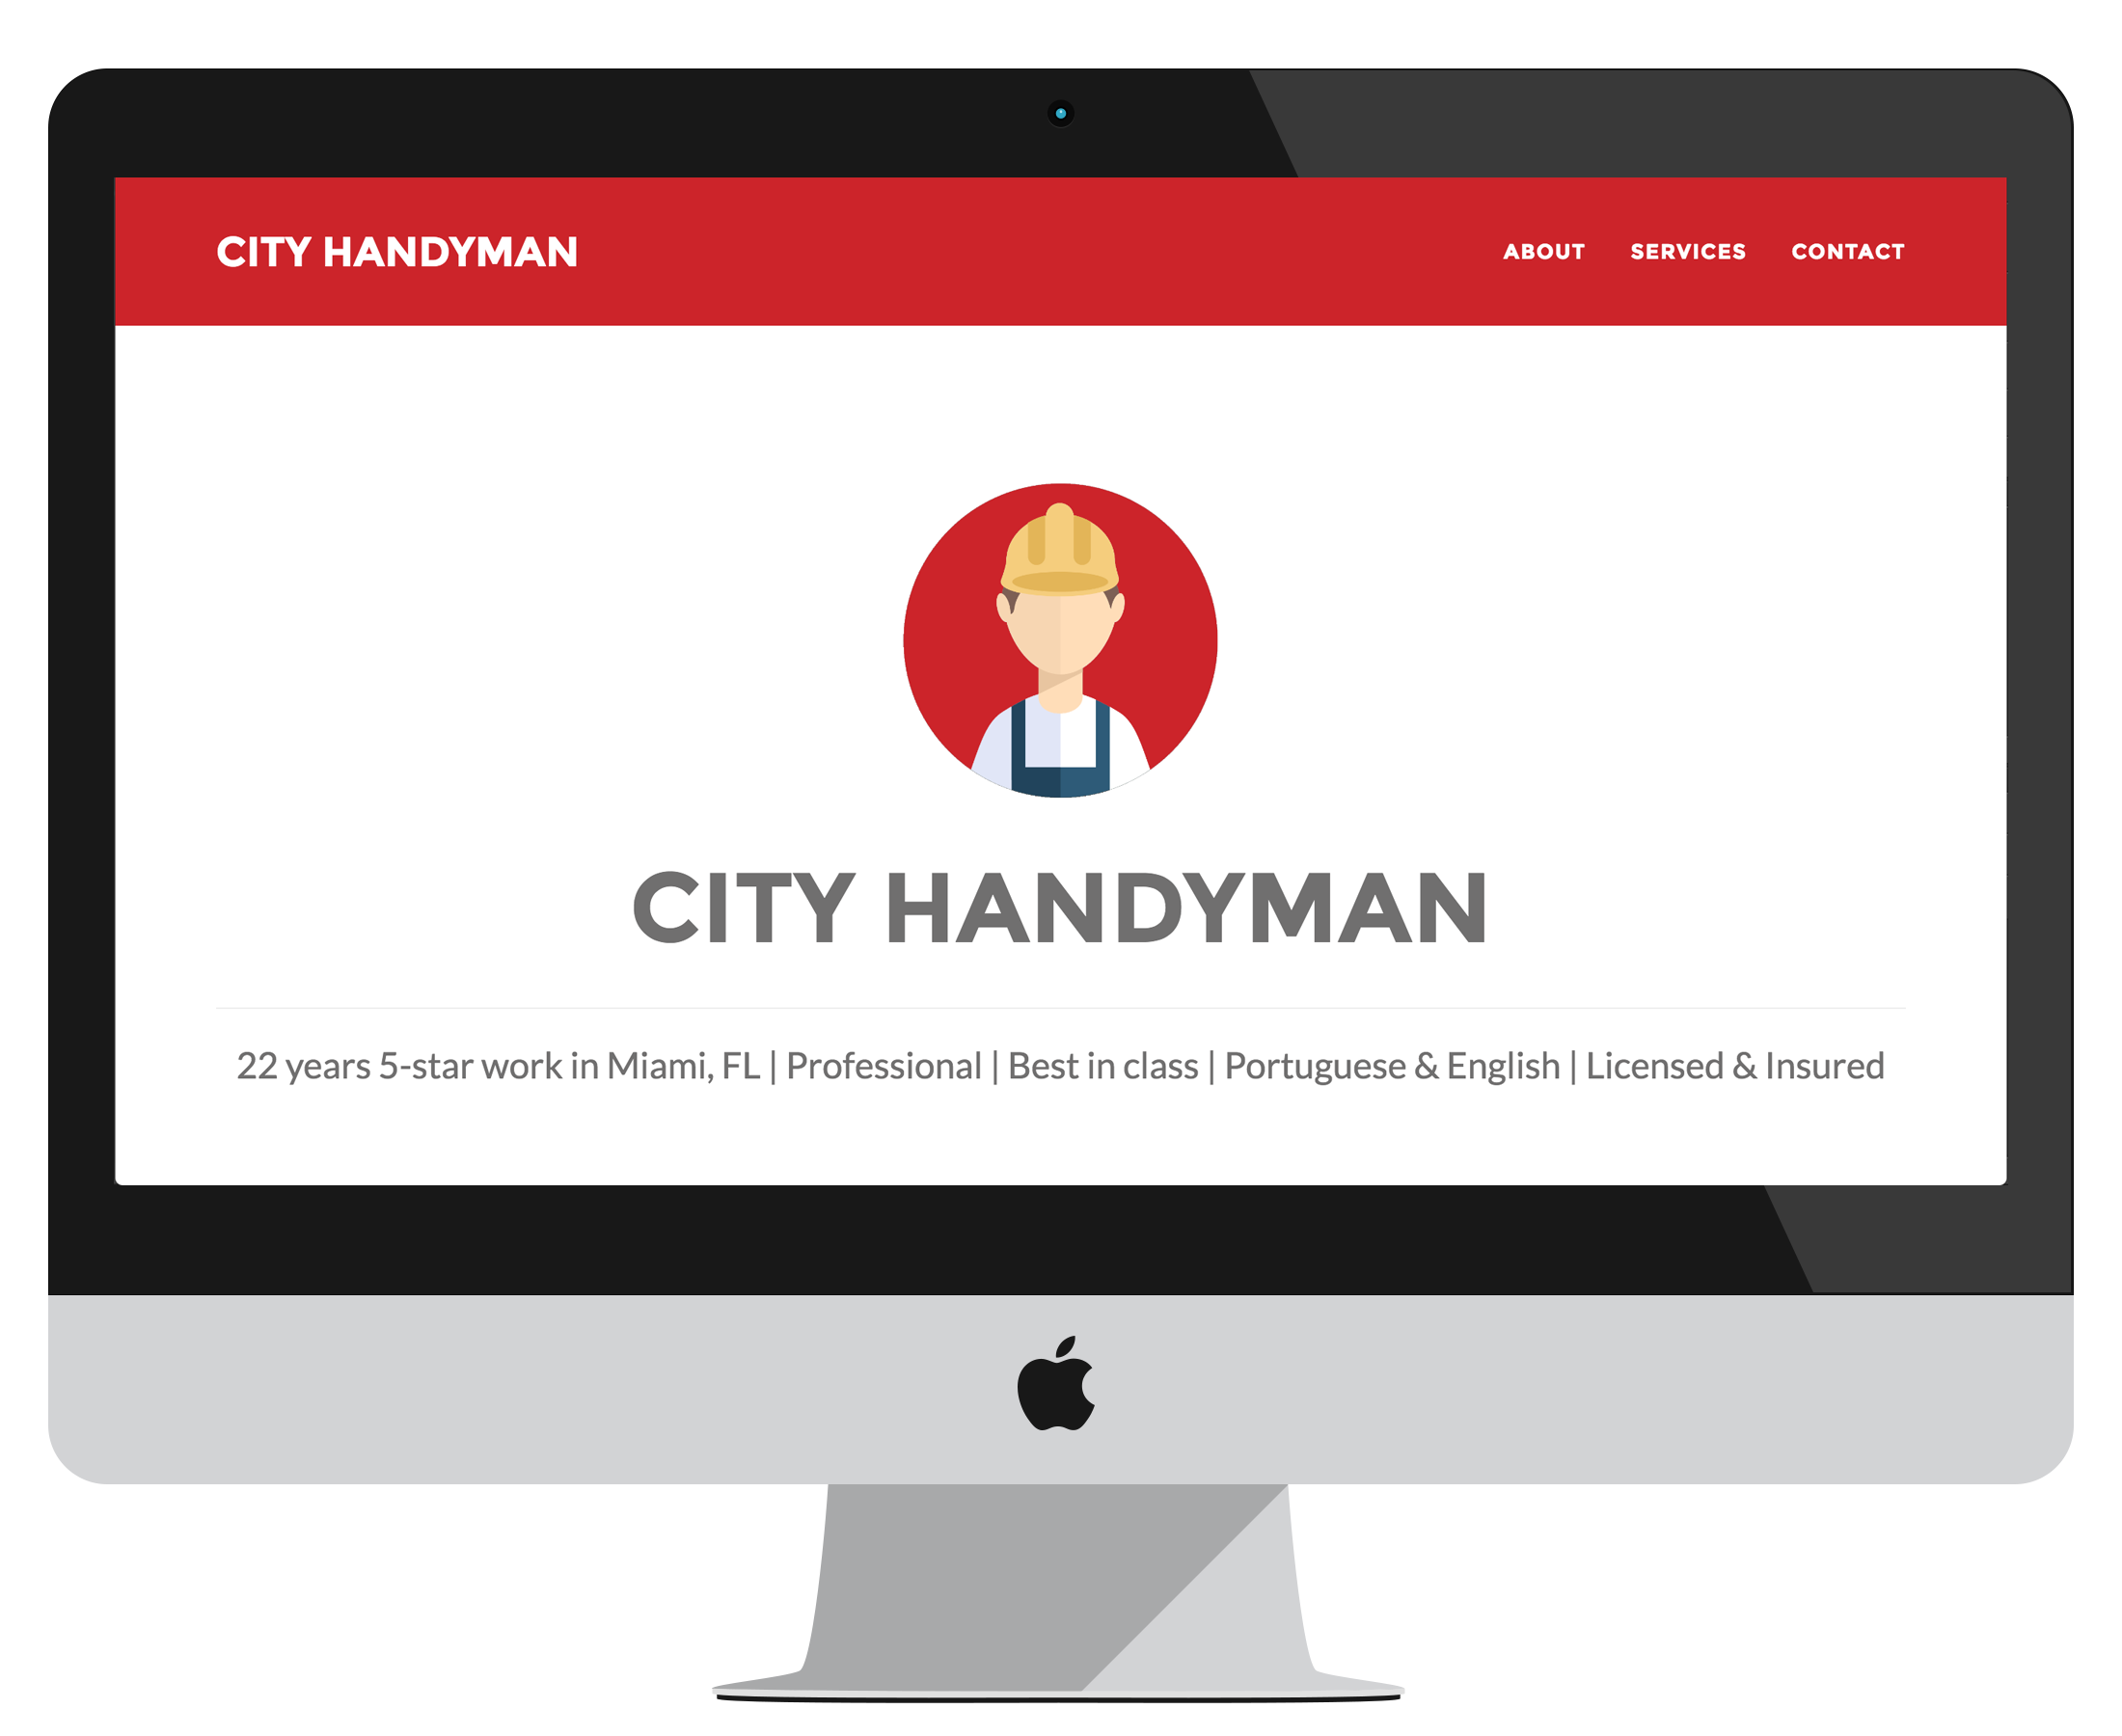 CITY HANDYMAN
ABOUT SERVICES CONTACT
CITY HANDYMAN
22 years 5-star work in Miami, FL | Professional | Best in class | Portuguese & English | Licensed & Insured